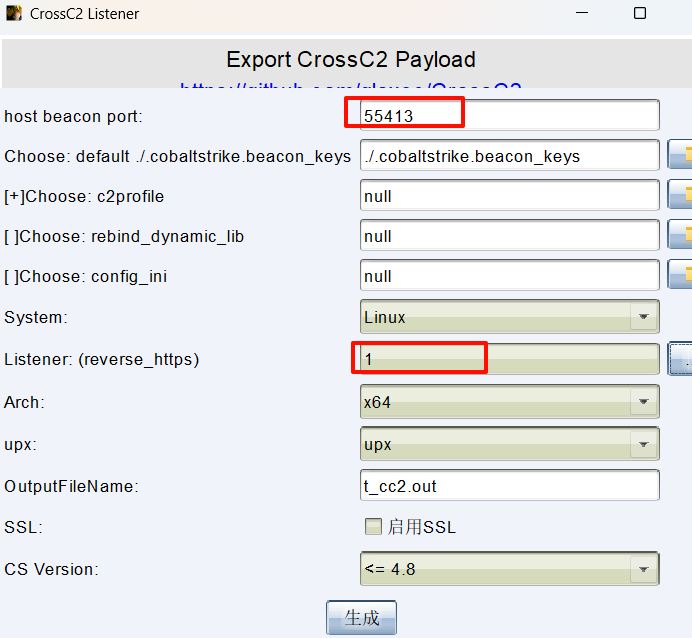 CrossC2 Listener
Export CrossC2 Payload
host beacon port: 55413
Choose: default ./.cobaltstrike.beacon_keys ./.cobaltstrike.beacon_keys
[+]Choose: c2profile null
[ ]Choose: rebind_dynamic_lib null
[ ]Choose: config_ini null
System: Linux
Listener: (reverse_https) 1
Arch: x64
upx: upx
OutputFileName: t_cc2.out
SSL: 启用SSL
CS Version: <= 4.8
生成